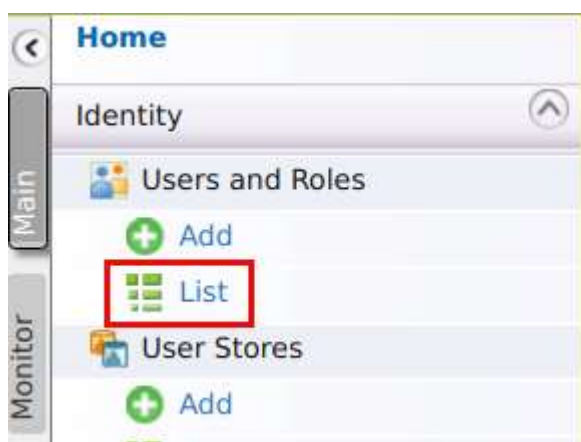 Home
Identity
Main
Users and Roles
Add
List
Monitor
User Stores
Add